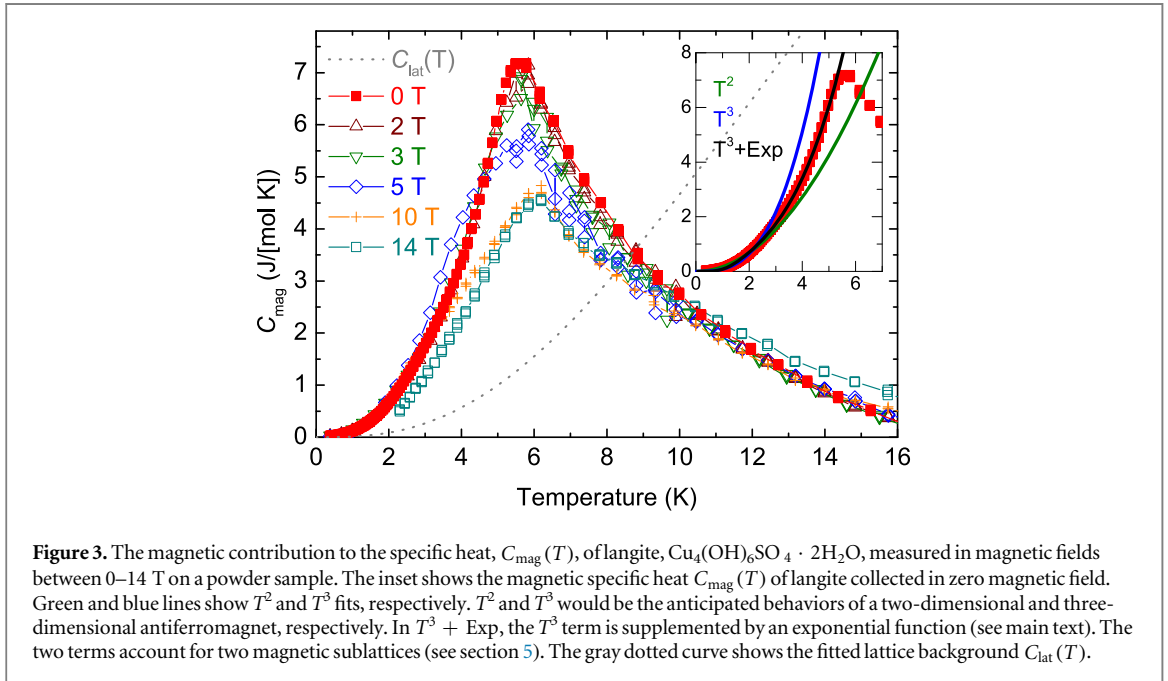 C_mag (J/[mol K])
7
6
5
4
3
2
1
0
C_lat(T)
0 T
2 T
3 T
5 T
10 T
14 T
8
6
4
2
0
T²
T³
T³+Exp
0 2 4 6
0 2 4 6 8 10 12 14 16
Temperature (K)
Figure 3. The magnetic contribution to the specific heat, C_mag (T), of langite, Cu₄(OH)₆SO₄ · 2H₂O, measured in magnetic fields
between 0–14 T on a powder sample. The inset shows the magnetic specific heat C_mag (T) of langite collected in zero magnetic field.
Green and blue lines show T² and T³ fits, respectively. T² and T³ would be the anticipated behaviors of a two-dimensional and three-
dimensional antiferromagnet, respectively. In T³ + Exp, the T³ term is supplemented by an exponential function (see main text). The
two terms account for two magnetic sublattices (see section 5). The gray dotted curve shows the fitted lattice background C_lat (T).